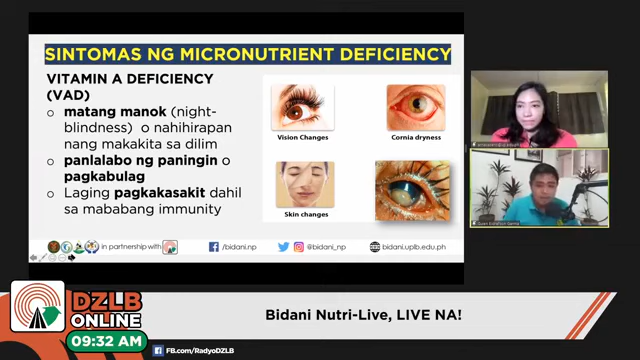 SINTOMAS NG MICRONUTRIENT DEFICIENCY
VITAMIN A DEFICIENCY
(VAD)
matang manok (night-
blindness) o nahihirapan
nang makakita sa dilim
panlalabo ng paningin o
pagkabulag
Laging pagkakasakit dahil
sa mababang immunity
Vision Changes
Cornia dryness
Skin changes
in partnership with
/bidani.np
@bidani_np
bidani.uplb.edu.ph
DZLB
ONLINE
09:32 AM
Bidani Nutri-Live, LIVE NA!
FB.com/RadyoDZLB